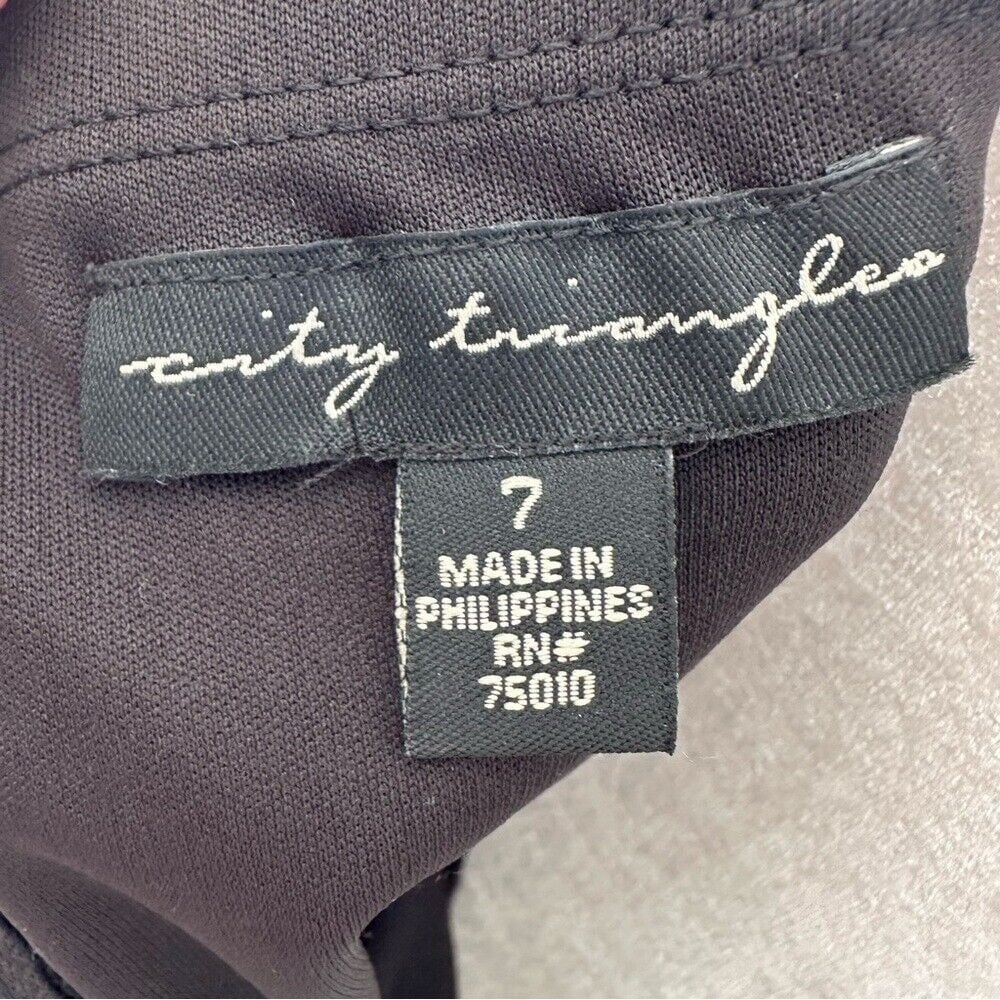 city triangles
7
MADE IN
PHILIPPINES
RN#
75010